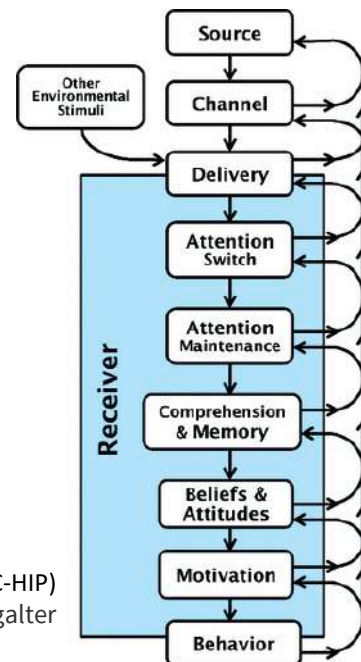 Source
Other
Environmental
Stimuli
Channel
Delivery
Attention
Switch
Attention
Maintenance
Receiver
Comprehension
& Memory
Beliefs &
Attitudes
Motivation
Behavior
C-HIP)
galter